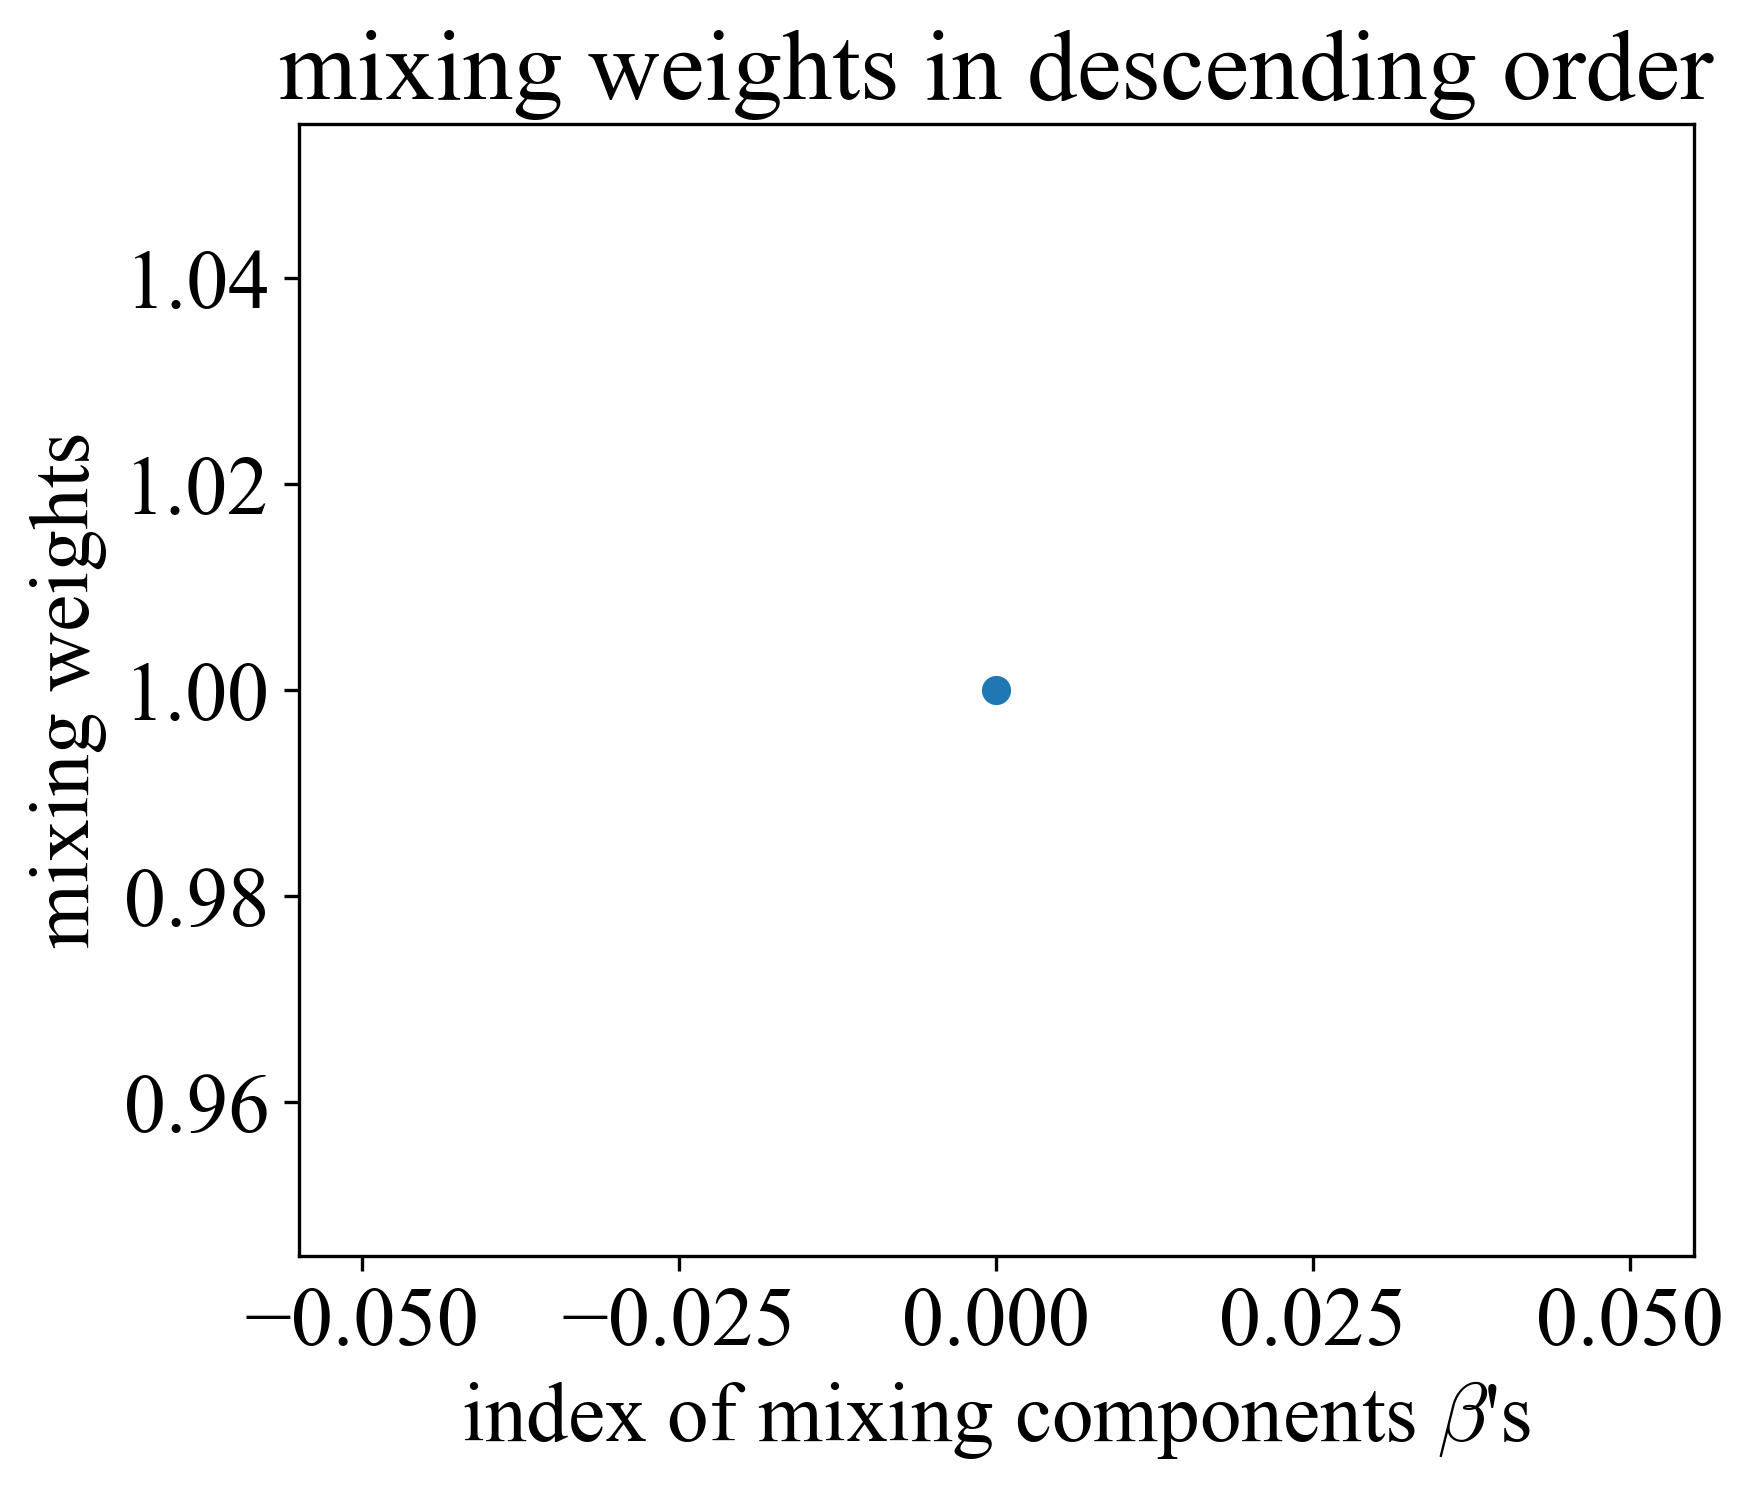 mixing weights in descending order
mixing weights
1.04
1.02
1.00
0.98
0.96
−0.050 −0.025 0.000 0.025 0.050
index of mixing components β's